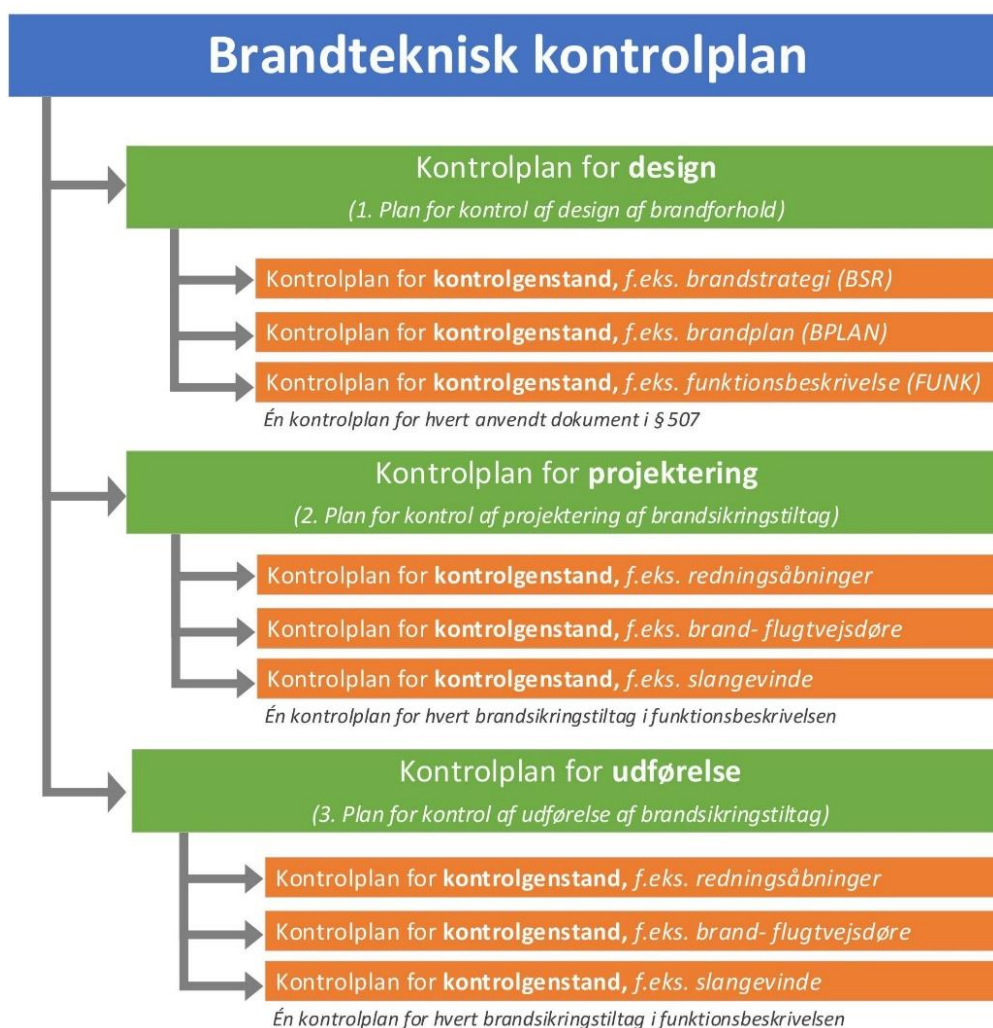 Brandteknisk kontrolplan
Kontrolplan for design
(1. Plan for kontrol af design af brandforhold)
Kontrolplan for kontrolgenstand, f.eks. brandstrategi (BSR)
Kontrolplan for kontrolgenstand, f.eks. brandplan (BPLAN)
Kontrolplan for kontrolgenstand, f.eks. funktionsbeskrivelse (FUNK)
Én kontrolplan for hvert anvendt dokument i § 507
Kontrolplan for projektering
(2. Plan for kontrol af projektering af brandsikringstiltag)
Kontrolplan for kontrolgenstand, f.eks. redningsåbninger
Kontrolplan for kontrolgenstand, f.eks. brand- flugtvejsdøre
Kontrolplan for kontrolgenstand, f.eks. slangevinde
Én kontrolplan for hvert brandsikringstiltag i funktionsbeskrivelsen
Kontrolplan for udførelse
(3. Plan for kontrol af udførelse af brandsikringstiltag)
Kontrolplan for kontrolgenstand, f.eks. redningsåbninger
Kontrolplan for kontrolgenstand, f.eks. brand- flugtvejsdøre
Kontrolplan for kontrolgenstand, f.eks. slangevinde
Én kontrolplan for hvert brandsikringstiltag i funktionsbeskrivelsen